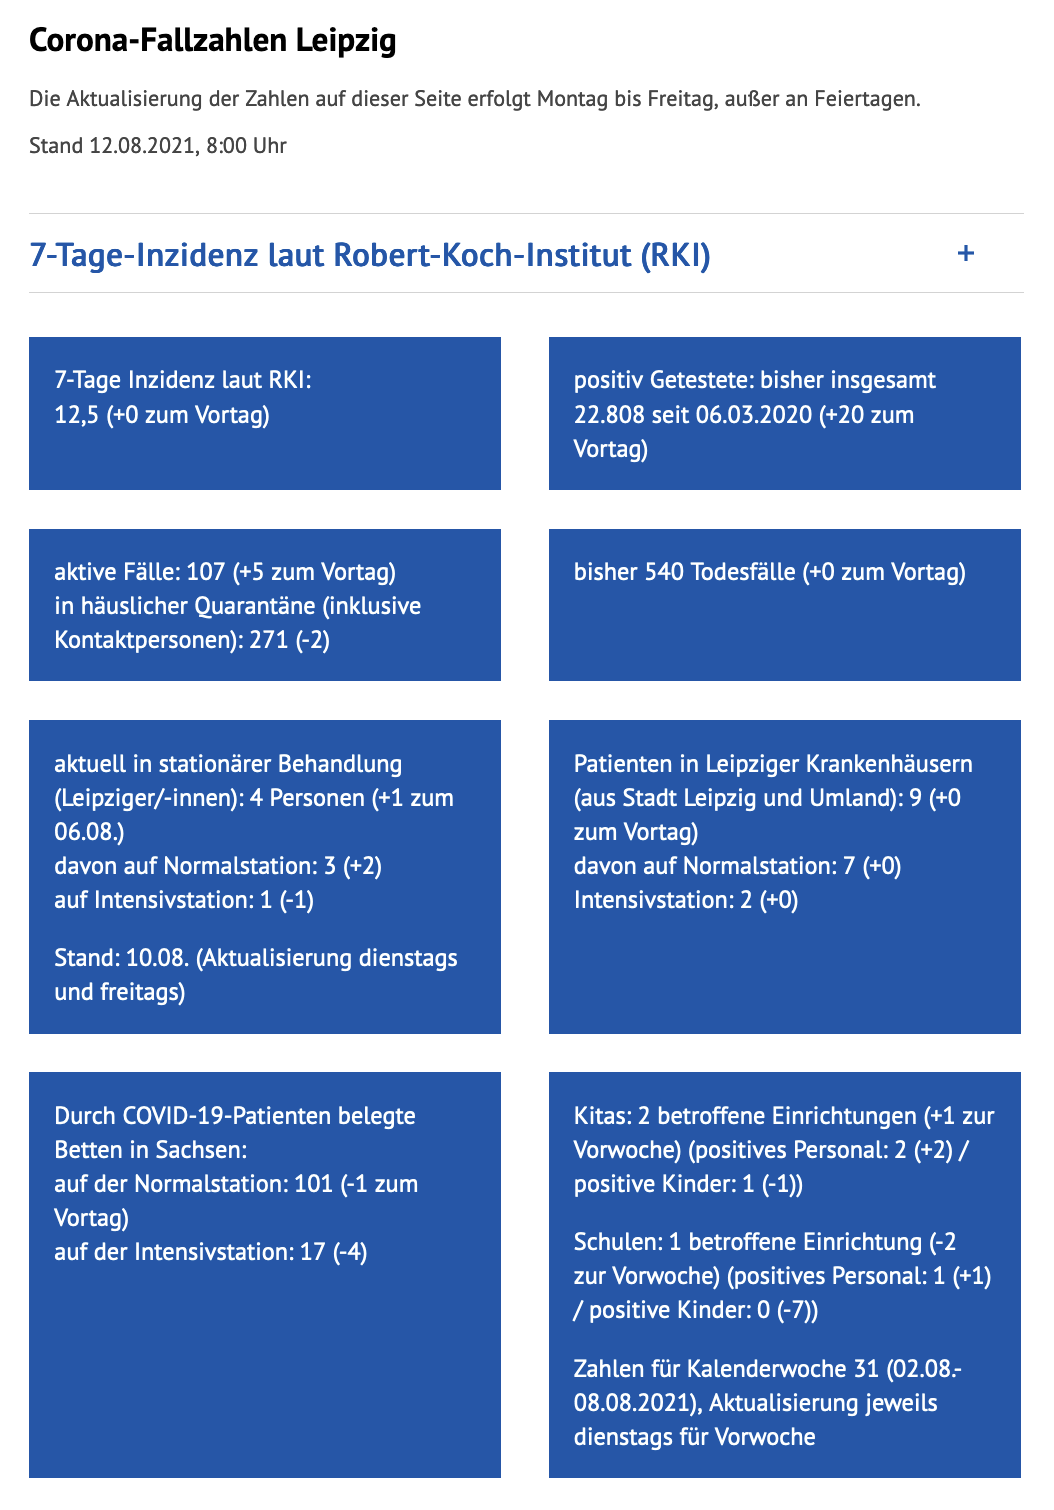 Corona-Fallzahlen Leipzig
Die Aktualisierung der Zahlen auf dieser Seite erfolgt Montag bis Freitag, außer an Feiertagen.
Stand 12.08.2021, 8:00 Uhr
7-Tage-Inzidenz laut Robert-Koch-Institut (RKI) +
7-Tage Inzidenz laut RKI:
12,5 (+0 zum Vortag)
positiv Getestete: bisher insgesamt
22.808 seit 06.03.2020 (+20 zum
Vortag)
aktive Fälle: 107 (+5 zum Vortag)
in häuslicher Quarantäne (inklusive
Kontaktpersonen): 271 (-2)
bisher 540 Todesfälle (+0 zum Vortag)
aktuell in stationärer Behandlung
(Leipziger/-innen): 4 Personen (+1 zum
06.08.)
davon auf Normalstation: 3 (+2)
auf Intensivstation: 1 (-1)
Stand: 10.08. (Aktualisierung dienstags
und freitags)
Patienten in Leipziger Krankenhäusern
(aus Stadt Leipzig und Umland): 9 (+0
zum Vortag)
davon auf Normalstation: 7 (+0)
Intensivstation: 2 (+0)
Durch COVID-19-Patienten belegte
Betten in Sachsen:
auf der Normalstation: 101 (-1 zum
Vortag)
auf der Intensivstation: 17 (-4)
Kitas: 2 betroffene Einrichtungen (+1 zur
Vorwoche) (positives Personal: 2 (+2) /
positive Kinder: 1 (-1))
Schulen: 1 betroffene Einrichtung (-2
zur Vorwoche) (positives Personal: 1 (+1)
/ positive Kinder: 0 (-7))
Zahlen für Kalenderwoche 31 (02.08.-
08.08.2021), Aktualisierung jeweils
dienstags für Vorwoche